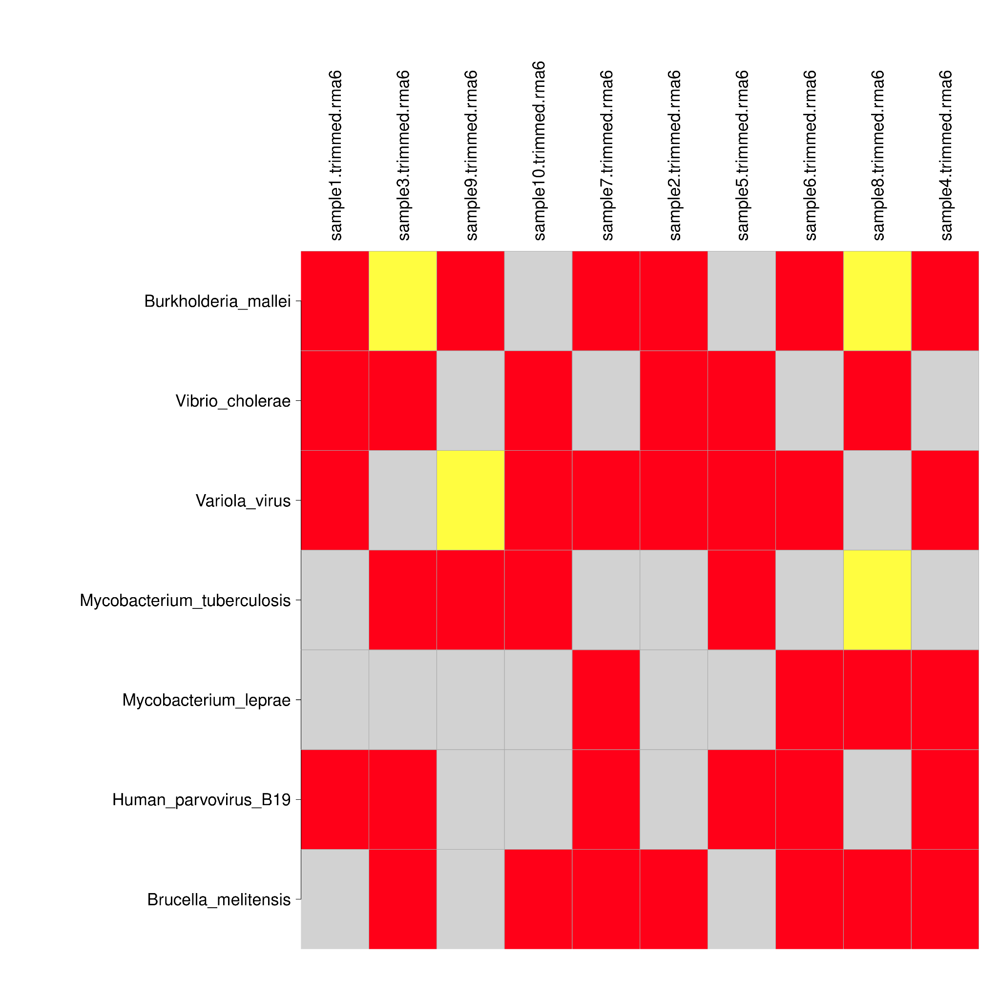 sample1.trimmed.rma6
sample3.trimmed.rma6
sample9.trimmed.rma6
sample10.trimmed.rma6
sample7.trimmed.rma6
sample2.trimmed.rma6
sample5.trimmed.rma6
sample6.trimmed.rma6
sample8.trimmed.rma6
sample4.trimmed.rma6
Burkholderia_mallei
Vibrio_cholerae
Variola_virus
Mycobacterium_tuberculosis
Mycobacterium_leprae
Human_parvovirus_B19
Brucella_melitensis